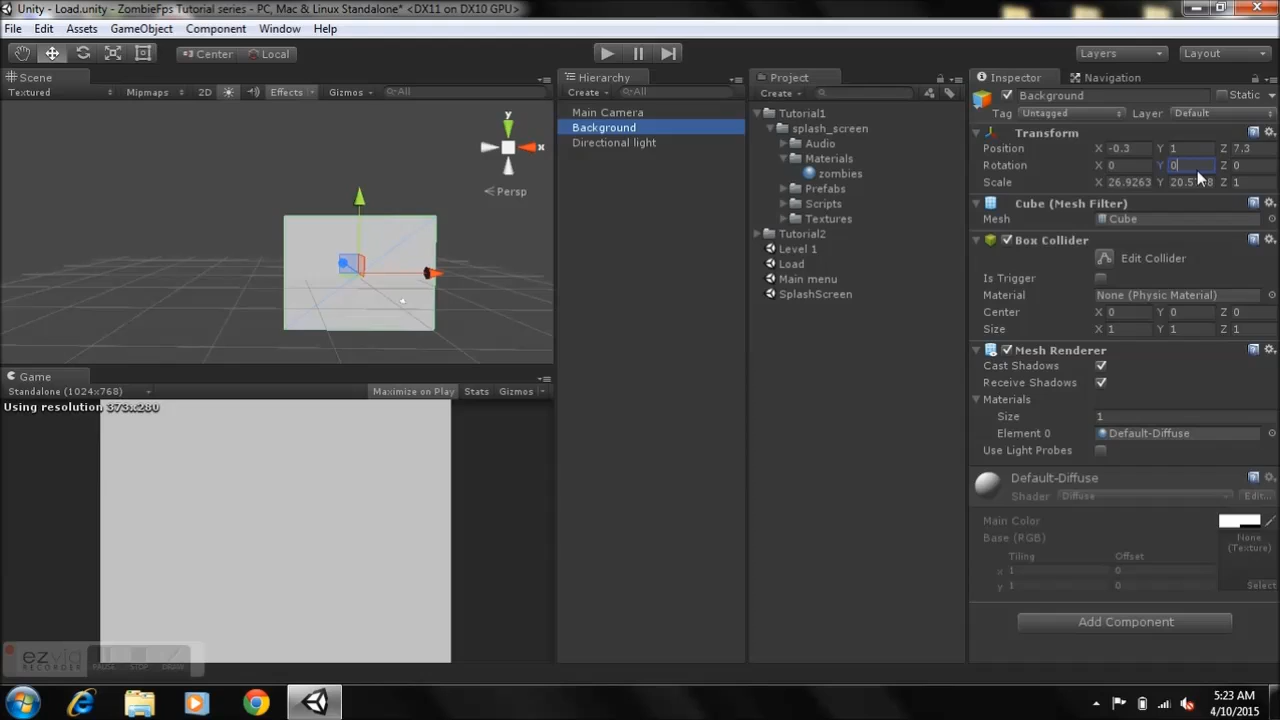 Unity - Load.unity - ZombieFps Tutorial series - PC, Mac & Linux Standalone* <DX11 on DX10 GPU>
File Edit Assets GameObject Component Window Help
Center Local Layers Layout
Scene
Textured Mipmaps 2D Effects Gizmos All
y
x
Persp
Game
Standalone (1024x768) Maximize on Play Stats Gizmos
Using resolution 373x280
Hierarchy
Create All
Main Camera
Background
Directional light
Project
Create
Tutorial1
splash_screen
Audio
Materials
zombies
Prefabs
Scripts
Textures
Tutorial2
Level 1
Load
Main menu
SplashScreen
Inspector Navigation
Background Static
Tag Untagged Layer Default
Transform
Position X -0.3 Y 1 Z 7.3
Rotation X 0 Y 0 Z 0
Scale X 26.9263 Y Z 1
Cube (Mesh Filter)
Mesh Cube
Box Collider
Edit Collider
Is Trigger
Material None (Physic Material)
Center X 0 Y 0 Z 0
Size X 1 Y 1 Z 1
Mesh Renderer
Cast Shadows
Receive Shadows
Materials
Size 1
Element 0 Default-Diffuse
Use Light Probes
Default-Diffuse
Shader Diffuse Edit...
Main Color
Base (RGB) None
(Texture)
Tiling Offset
x 1 0
y 1 0
Select
Add Component
ezvid
RECORDER
PAUSE STOP DRAW
5:23 AM
4/10/2015